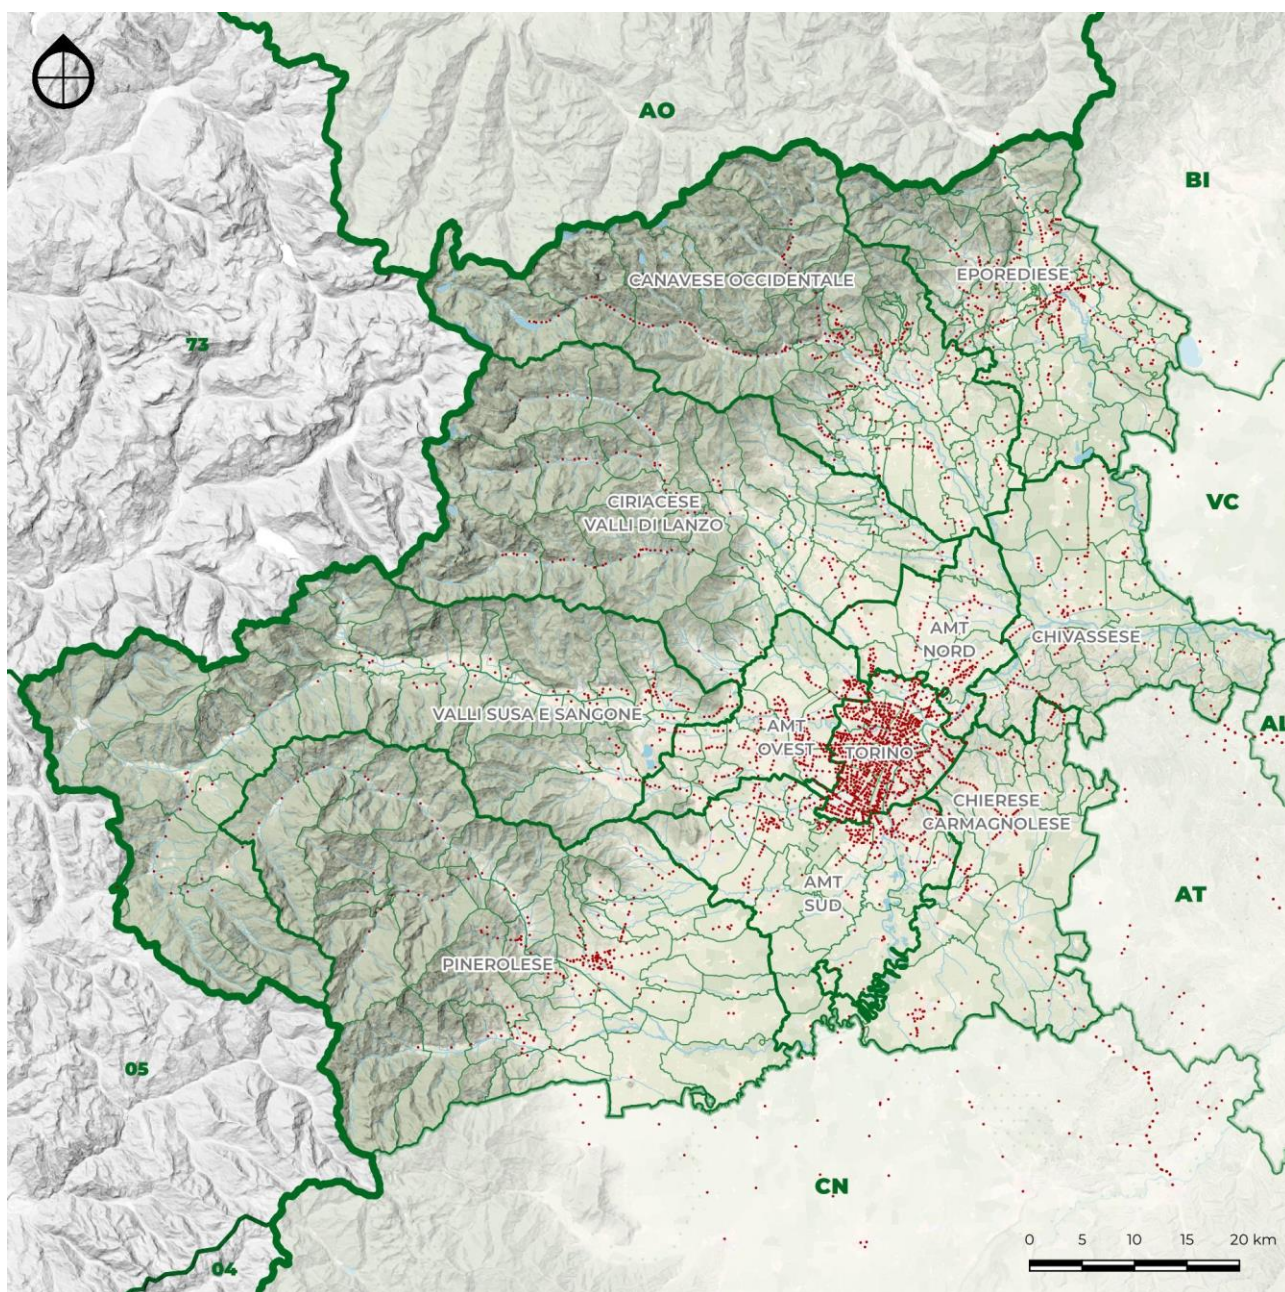 AO
BI
CANAVESE OCCIDENTALE
EPOREDIESE
73
CIRIACESE
VALLI DI LANZO
VC
AMT
NORD
CHIVASSESE
VALLI SUSA E SANGONE
AMT
OVEST
TORINO
CHIERESE
CARMAGNOLESE
AMT
SUD
AT
PINEROLESE
05
CN
04
0 5 10 15 20 km